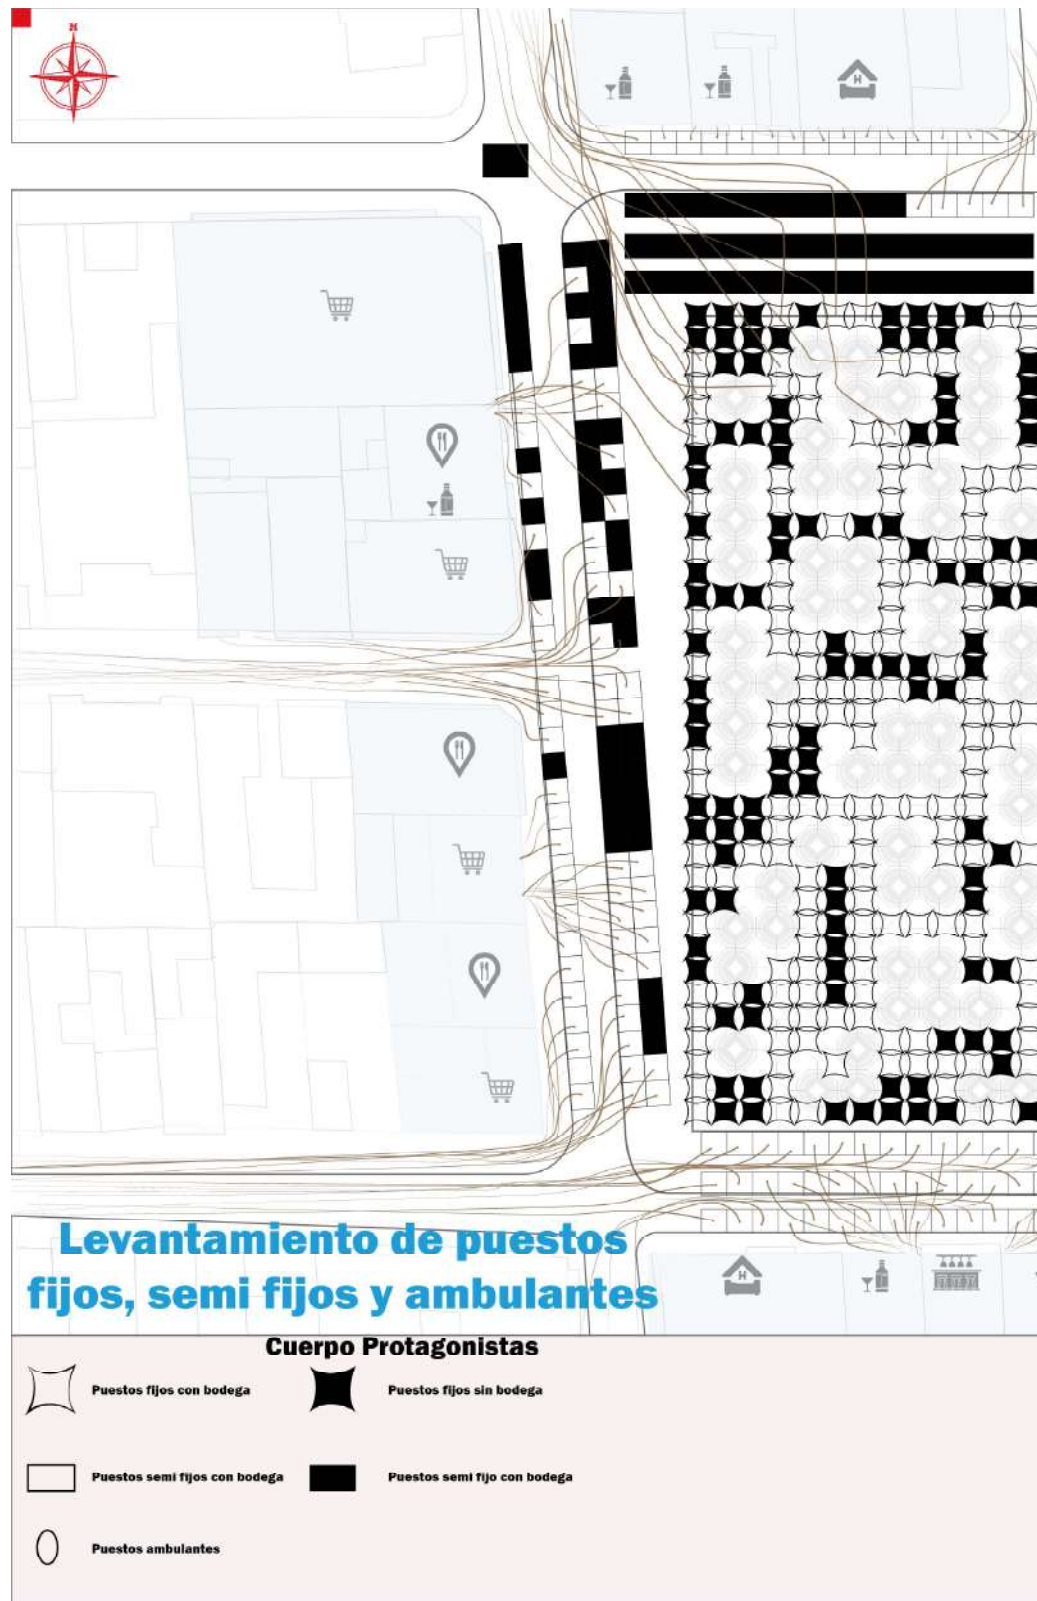 N
H
Levantamiento de puestos
fijos, semi fijos y ambulantes
H
Cuerpo Protagonistas
Puestos fijos con bodega
Puestos fijos sin bodega
Puestos semi fijos con bodega
Puestos semi fijo con bodega
Puestos ambulantes